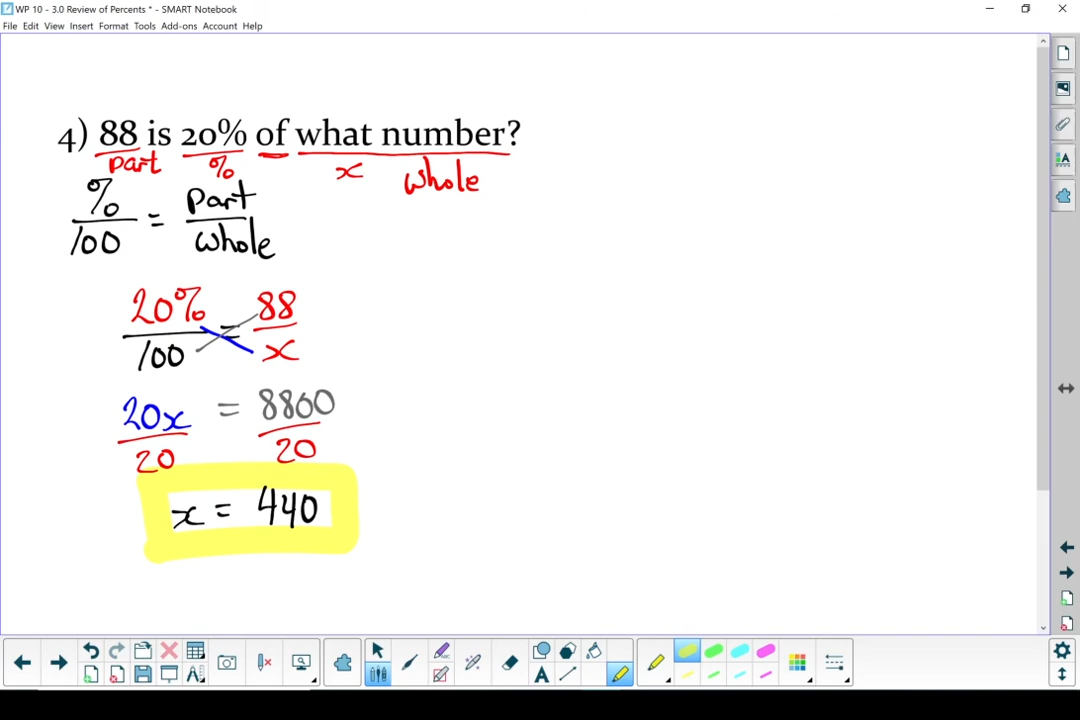 WP 10 - 3.0 Review of Percents * - SMART Notebook
File Edit View Insert Format Tools Add-ons Account Help
4) 88 is 20% of what number?
part % x whole
%/100 = part/whole
20%/100 = 88/x
20x/20 = 8800/20
x = 440